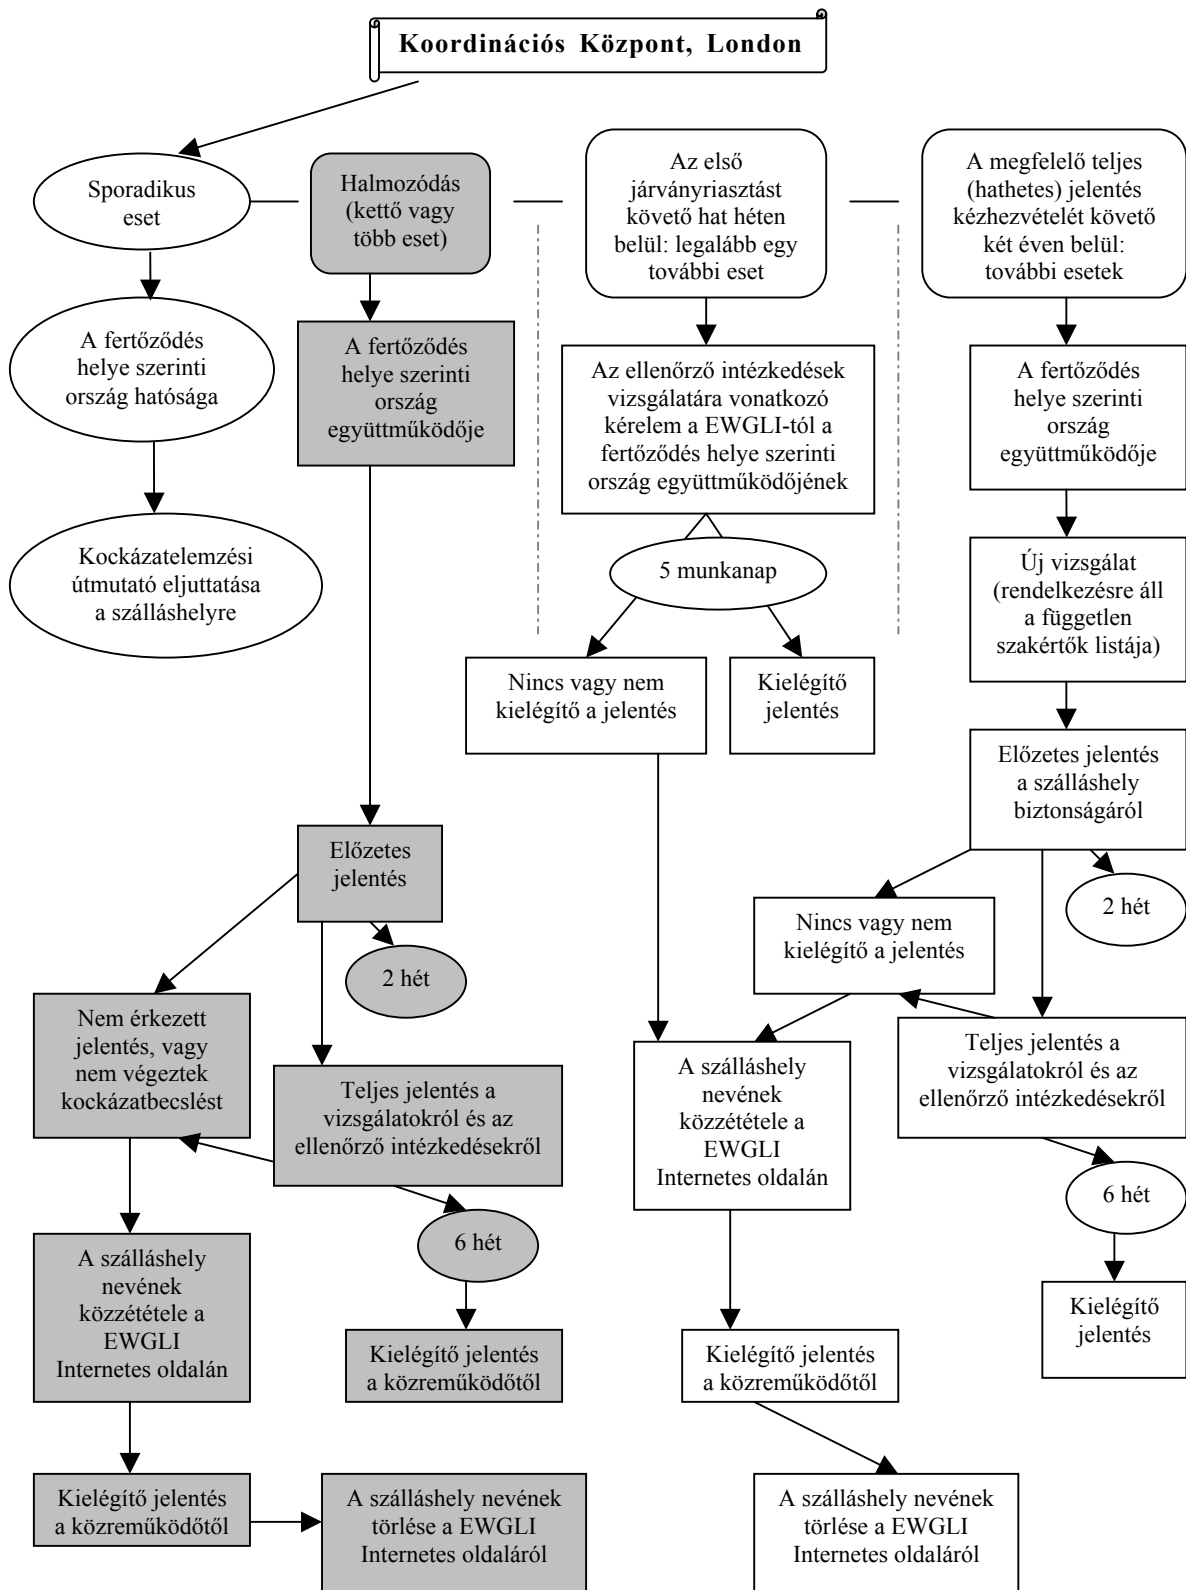 Koordinációs Központ, London
Sporadikus
eset
Halmozódás
(kettő vagy
több eset)
Az első
járványriasztást
követő hat héten
belül: legalább egy
további eset
A megfelelő teljes
(hathetes) jelentés
kézhezvételét követő
két éven belül:
további esetek
A fertőződés
helye szerinti
ország hatósága
A fertőződés
helye szerinti
ország
együttműködője
Az ellenőrző intézkedések
vizsgálatára vonatkozó
kérelem a EWGLI-tól a
fertőződés helye szerinti
ország együttműködőjének
A fertőződés
helye szerinti
ország
együttműködője
Kockázatelemzési
útmutató eljuttatása
a szálláshelyre
5 munkanap
Új vizsgálat
(rendelkezésre áll
a független
szakértők listája)
Nincs vagy nem
kielégítő a jelentés
Kielégítő
jelentés
Előzetes jelentés
a szálláshely
biztonságáról
Előzetes
jelentés
2 hét
Nincs vagy nem
kielégítő a jelentés
2 hét
Nem érkezett
jelentés, vagy
nem végeztek
kockázatbecslést
Teljes jelentés a
vizsgálatokról és az
ellenőrző intézkedésekről
A szálláshely
nevének
közzététele a
EWGLI
Internetes oldalán
Teljes jelentés a
vizsgálatokról és az
ellenőrző intézkedésekről
6 hét
6 hét
A szálláshely
nevének
közzététele a
EWGLI
Internetes oldalán
Kielégítő jelentés
a közreműködőtől
Kielégítő jelentés
a közreműködőtől
Kielégítő
jelentés
Kielégítő jelentés
a közreműködőtől
A szálláshely nevének
törlése a EWGLI
Internetes oldaláról
A szálláshely nevének
törlése a EWGLI
Internetes oldaláról